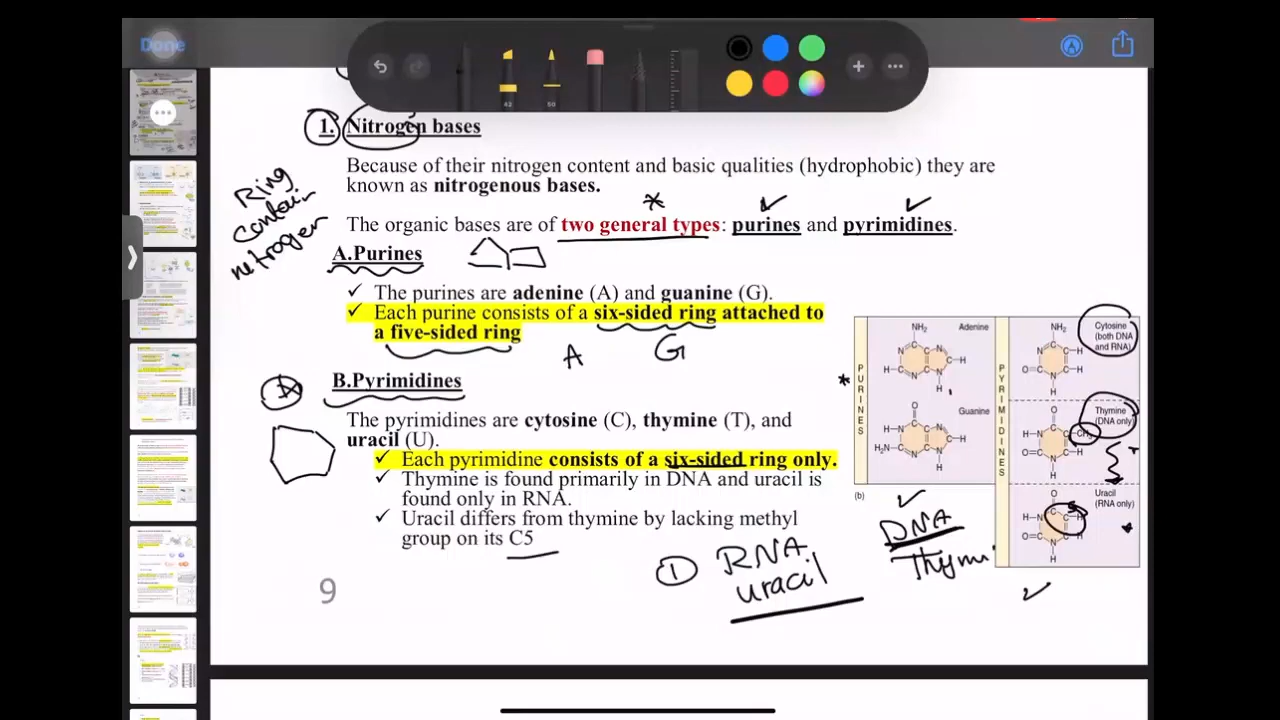 Done
82
50
1. Nitrogen bases
Because of their nitrogen content and basic qualities (hydrophobic) they are
known as nitrogenous bases.
The organic bases are of two general types: purines and pyrimidines.
Ring
nitrogen
A.Purines
The purines are adenine (A) and guanine (G)
Each purine consists of a six-sided ring attached to
a five-sided ring
A G
B.Pyrimidines
The pyrimidines are cytosine (C), thymine (T), and
uracil (U).
Each pyrimidine consists of a six-sided ring only.
is found primarily in DNA and uracil is
found only in RNA.
Uracil differs from thymine by lacking methyl
group on its C5
1 RNA
uracil
DNA
Thymi
9
PURINES
NH₂ Adenine
Guanine
(b)
PYRIMIDINES
NH₂ Cytosine
(both DNA
and RNA)
Thymine
(DNA only)
Uracil
(RNA only)